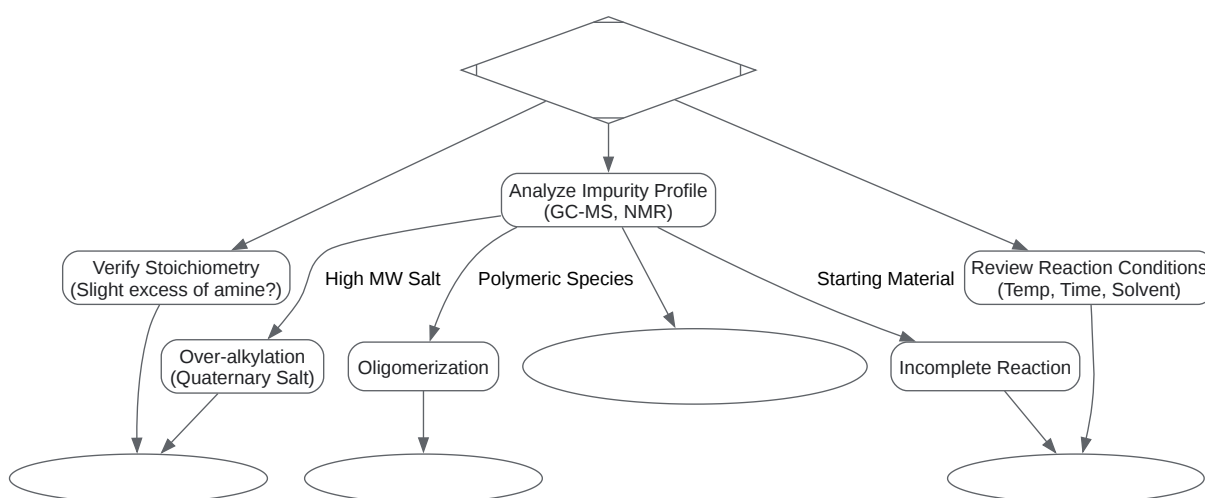 Analyze Impurity Profile
(GC-MS, NMR)
Verify Stoichiometry
(Slight excess of amine?)
High MW Salt
Polymeric Species
Starting Material
Review Reaction Conditions
(Temp, Time, Solvent)
Over-alkylation
(Quaternary Salt)
Oligomerization
Incomplete Reaction